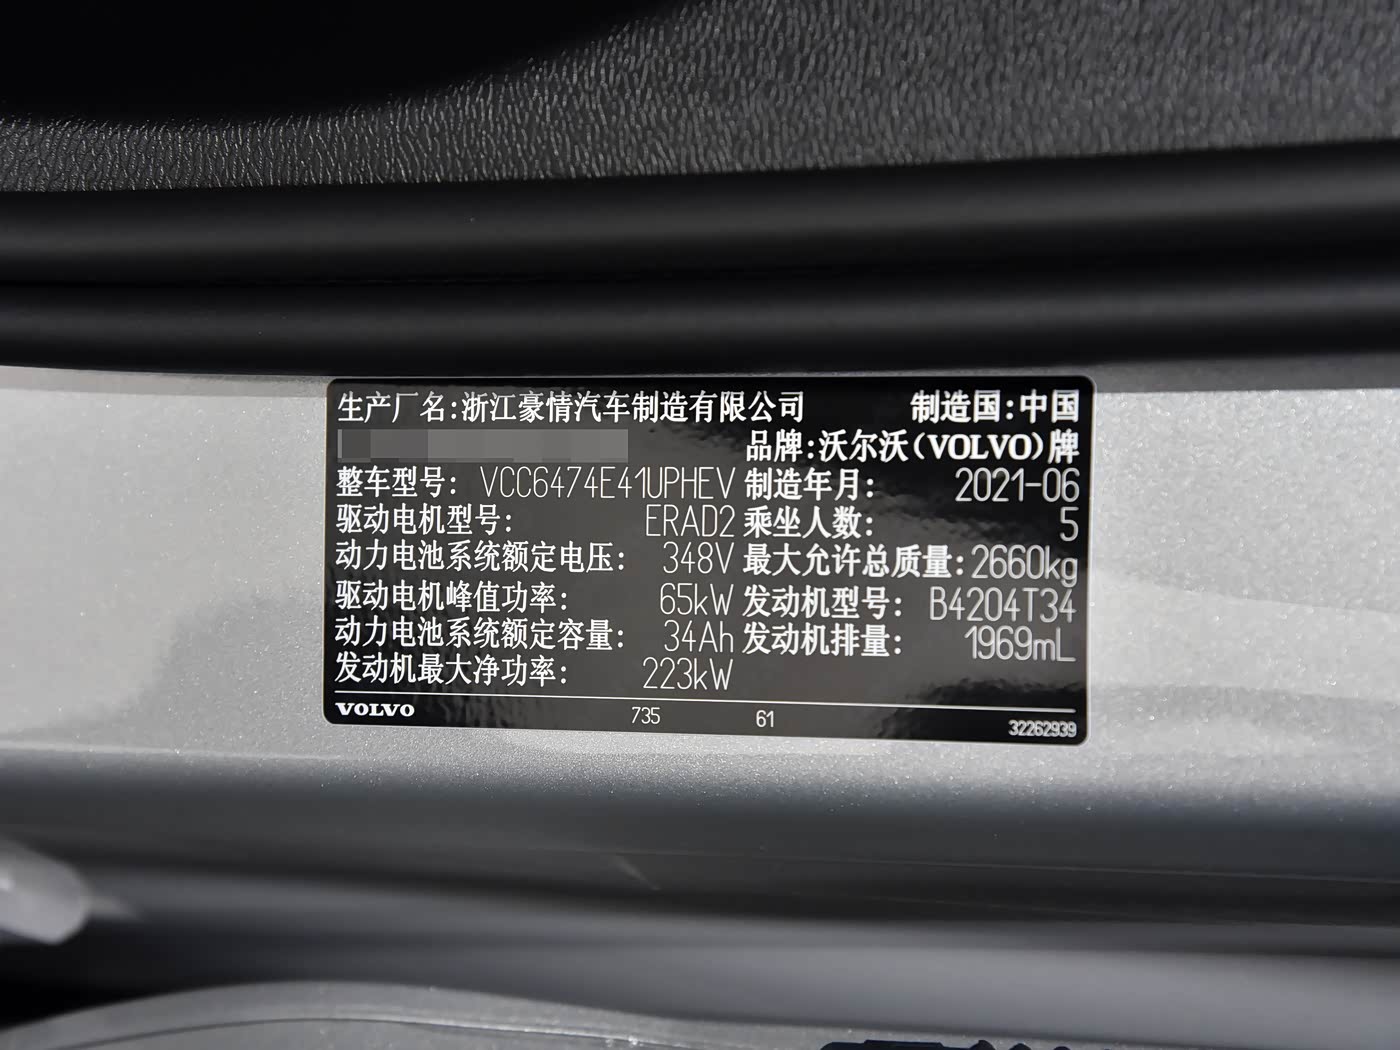 生产厂名:浙江豪情汽车制造有限公司 制造国:中国
品牌:沃尔沃(VOLVO)牌
整车型号: VCC6474E41UPHEV 制造年月: 2021-06
驱动电机型号: ERAD2 乘坐人数: 5
动力电池系统额定电压: 348V 最大允许总质量:2660kg
驱动电机峰值功率: 65kW 发动机型号: B4204T34
动力电池系统额定容量: 34Ah 发动机排量: 1969mL
发动机最大净功率: 223kW
VOLVO 735 61 32262939